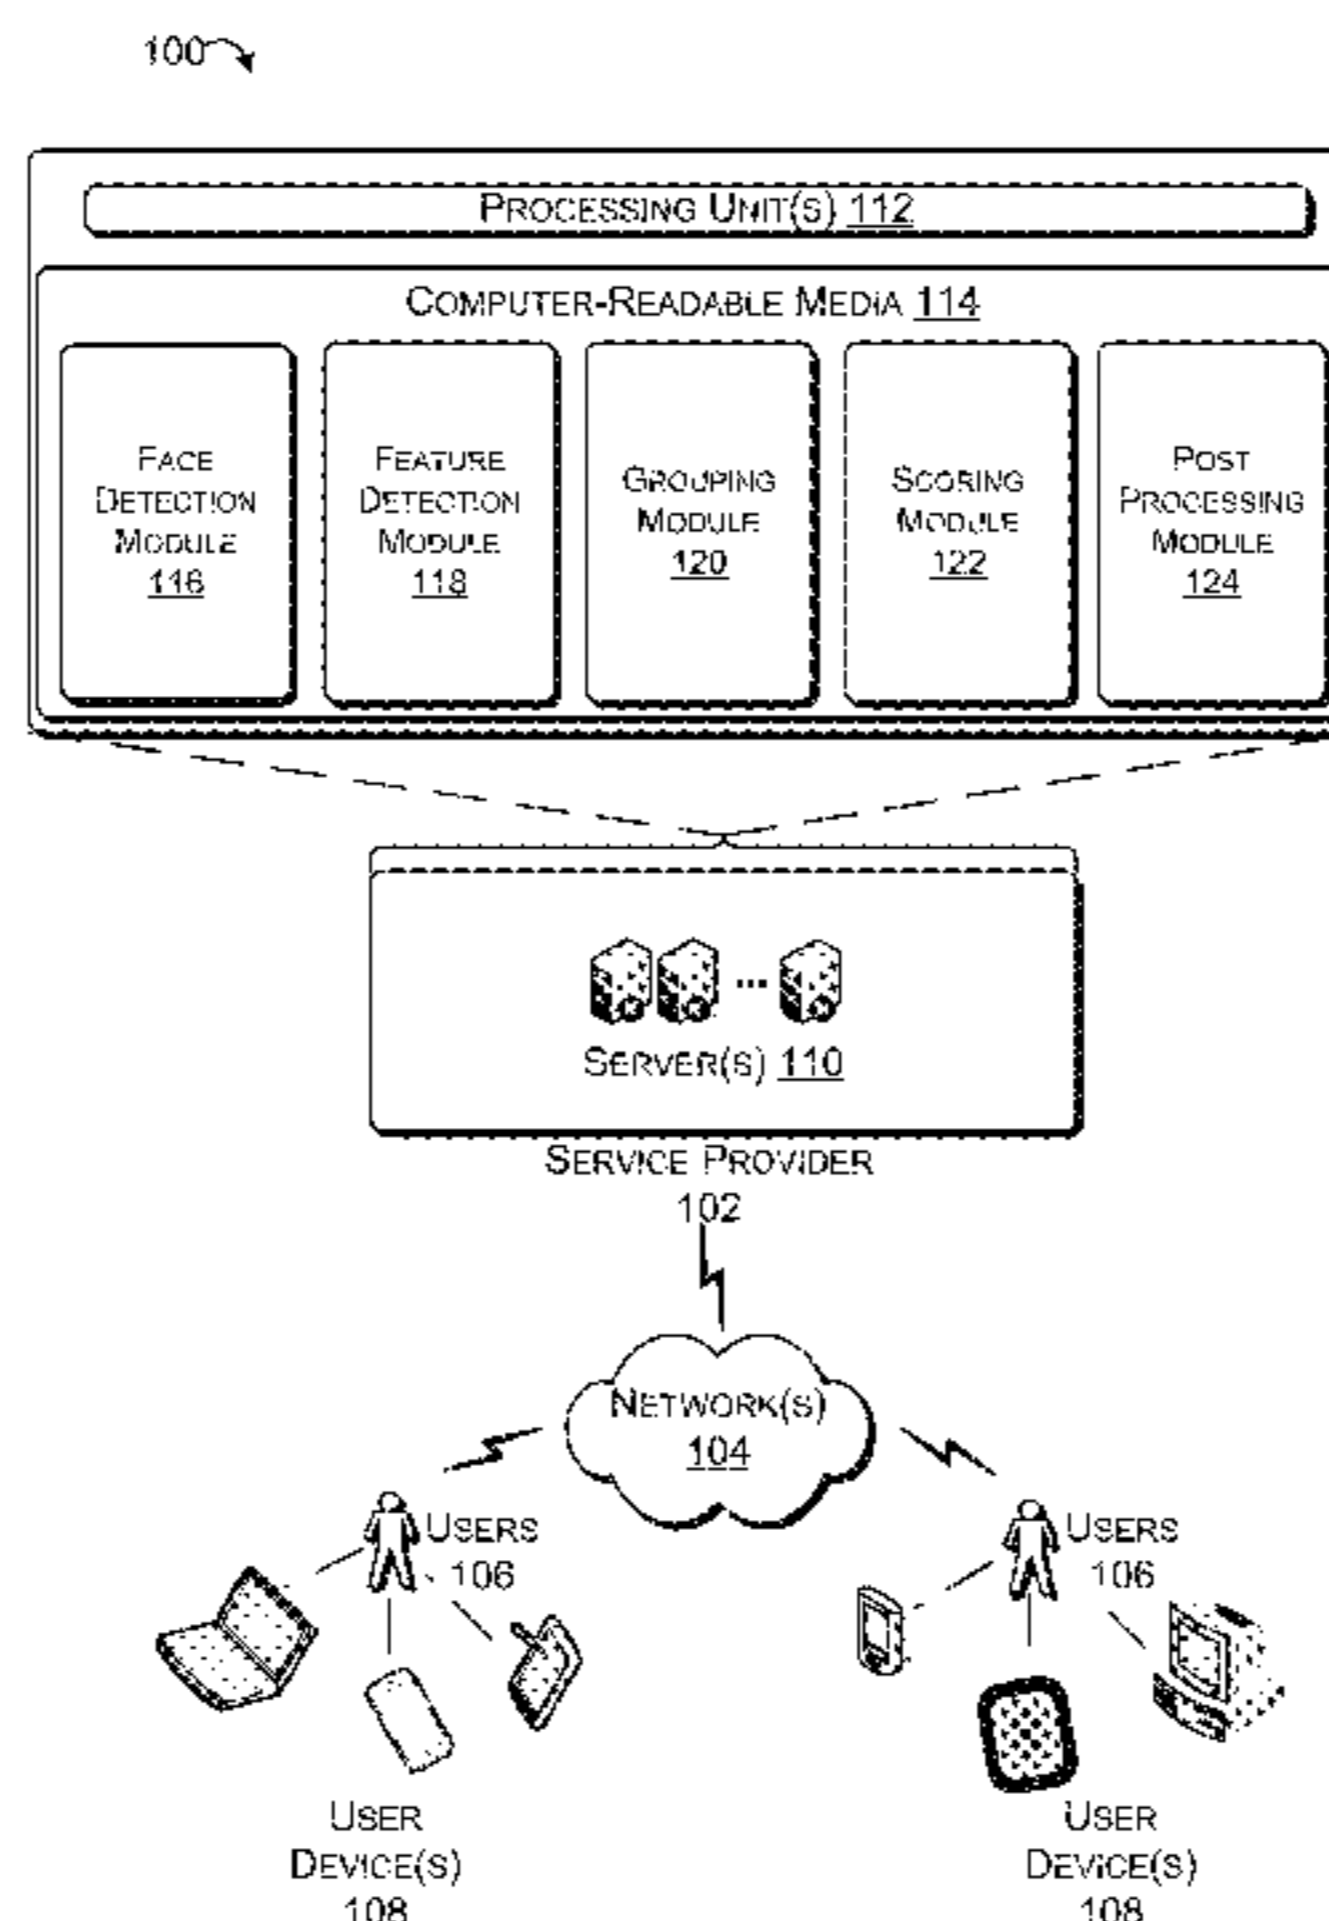 100
PROCESSING UNIT(S) 112
COMPUTER-READABLE MEDIA 114
FACE
DETECTION
MODULE
116
FEATURE
DETECTION
MODULE
118
GROUPING
MODULE
120
SCORING
MODULE
122
POST
PROCESSING
MODULE
124
...
SERVER(S) 110
SERVICE PROVIDER
102
NETWORK(S)
104
USERS
106
USERS
106
USER
DEVICE(S)
108
USER
DEVICE(S)
108